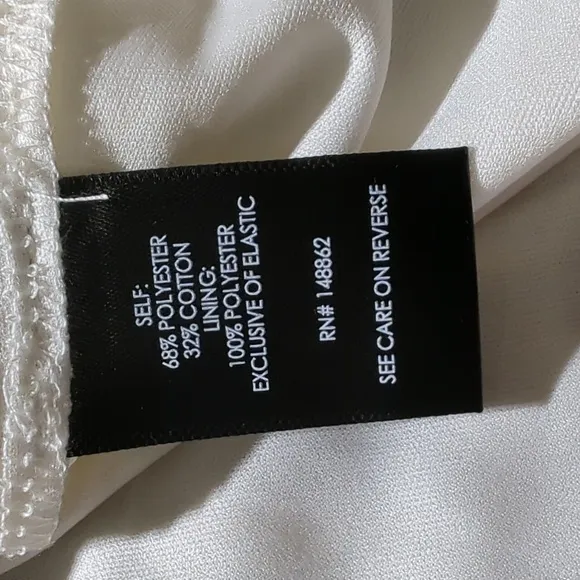 SELF:
68% POLYESTER
32% COTTON
LINING:
100% POLYESTER
EXCLUSIVE OF ELASTIC
RN# 148862
SEE CARE ON REVERSE